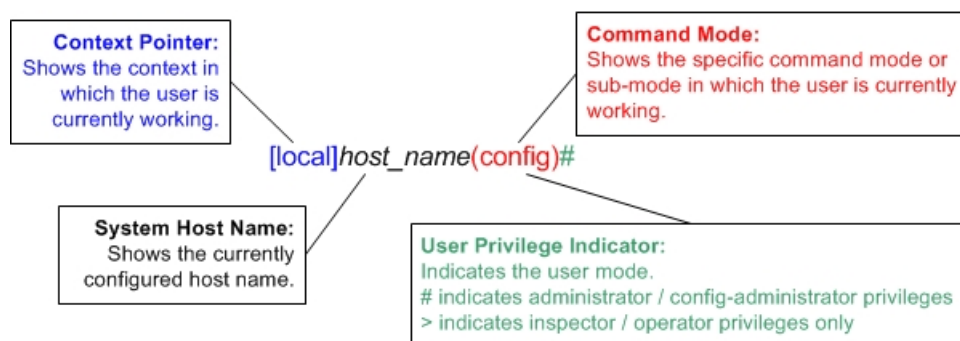 Context Pointer:
Shows the context in
which the user is
currently working.
Command Mode:
Shows the specific command mode or
sub-mode in which the user is currently
working.
[local]host_name(config)#
System Host Name:
Shows the currently
configured host name.
User Privilege Indicator:
Indicates the user mode.
# indicates administrator / config-administrator privileges
> indicates inspector / operator privileges only